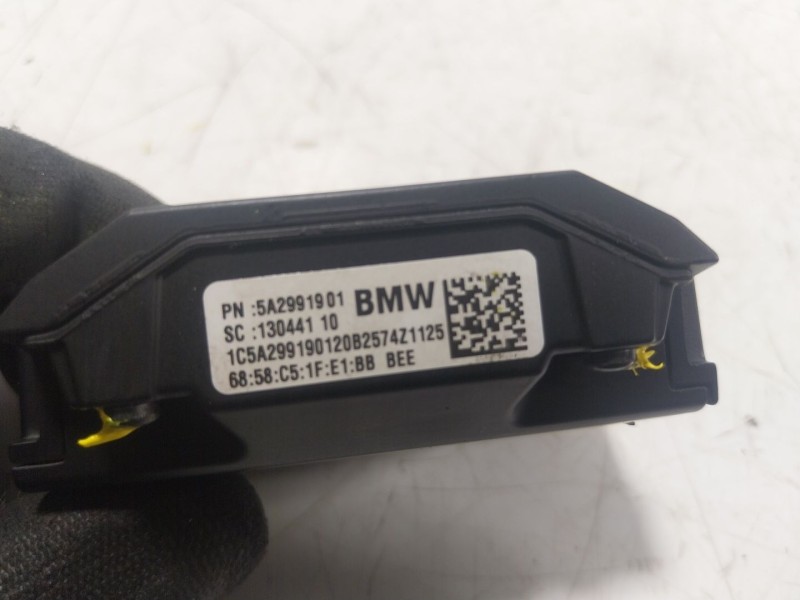 PN :5A2991901 BMW
SC :130441 10
1C5A299190120B2574Z1125
68:58:C5:1F:E1:BB BEE